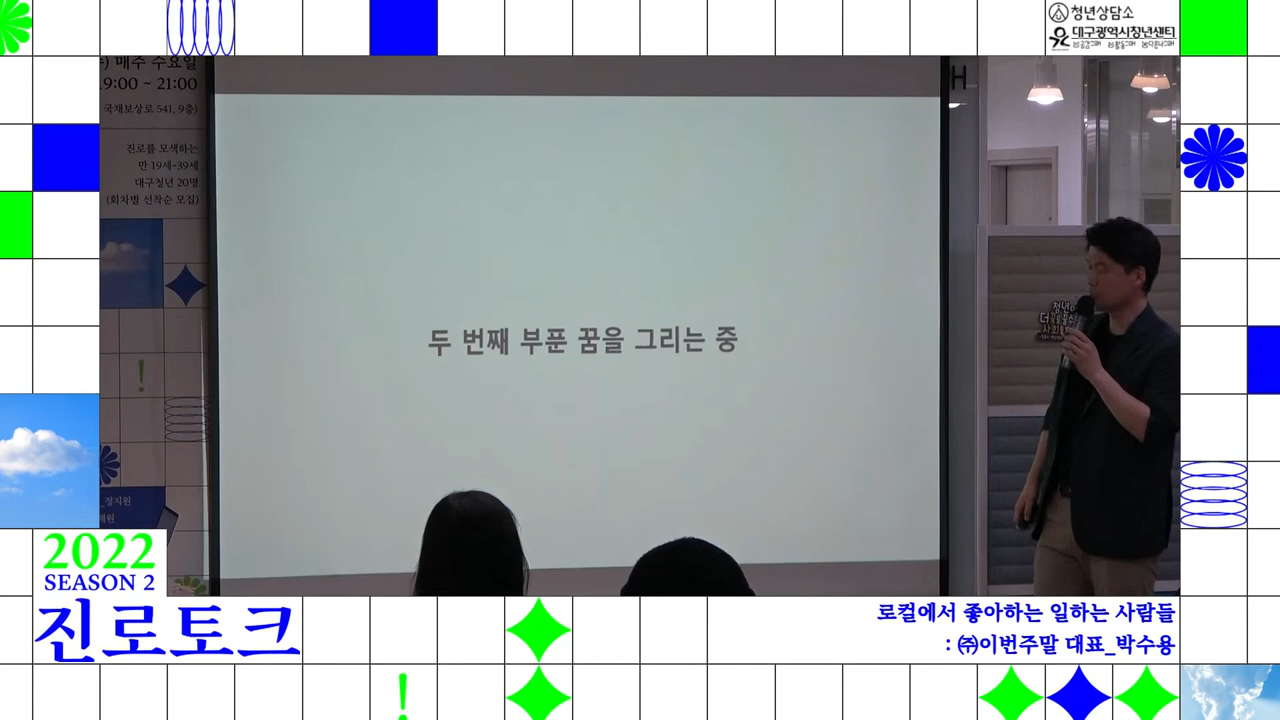 청년상담소
대구광역시청년센터
매주 수요일
19:00 ~ 21:00
국채보상로 541, 9층)
진로를 모색하는
만 19세-39세
대구청년 20명
(회차별 선착순 모집)
H
두 번째 부푼 꿈을 그리는 중
2022
SEASON 2
진로토크
로컬에서 좋아하는 일하는 사람들
: ㈜이번주말 대표_박수용